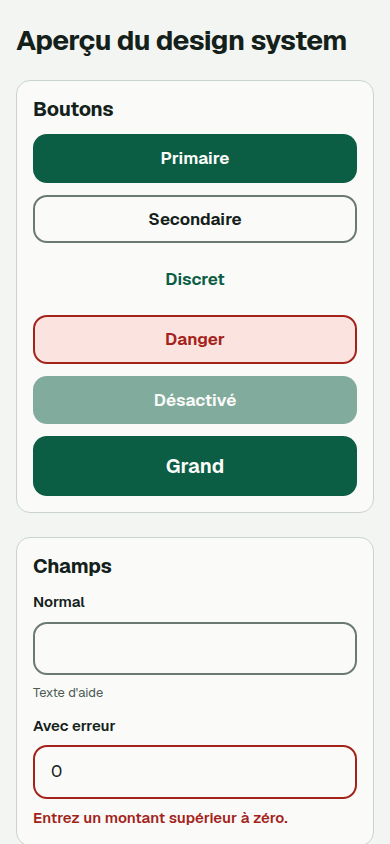 Aperçu du design system
Boutons
Primaire
Secondaire
Discret
Danger
Désactivé
Grand
Champs
Normal
Texte d'aide
Avec erreur
0
Entrez un montant supérieur à zéro.